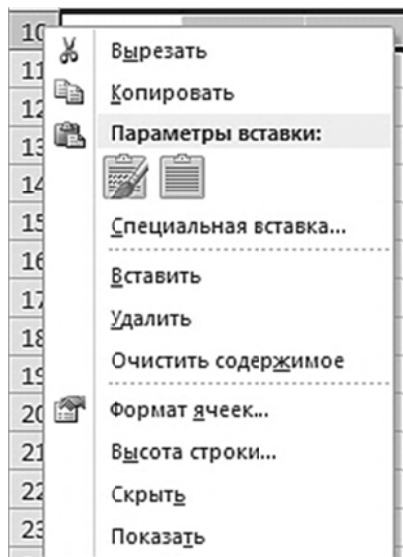 10
Вырезать
11
Копировать
12
Параметры вставки:
13
14
15
Специальная вставка...
16
Вставить
17
Удалить
18
Очистить содержимое
19
20
Формат ячеек...
21
Высота строки...
22
Скрыть
23
Показать